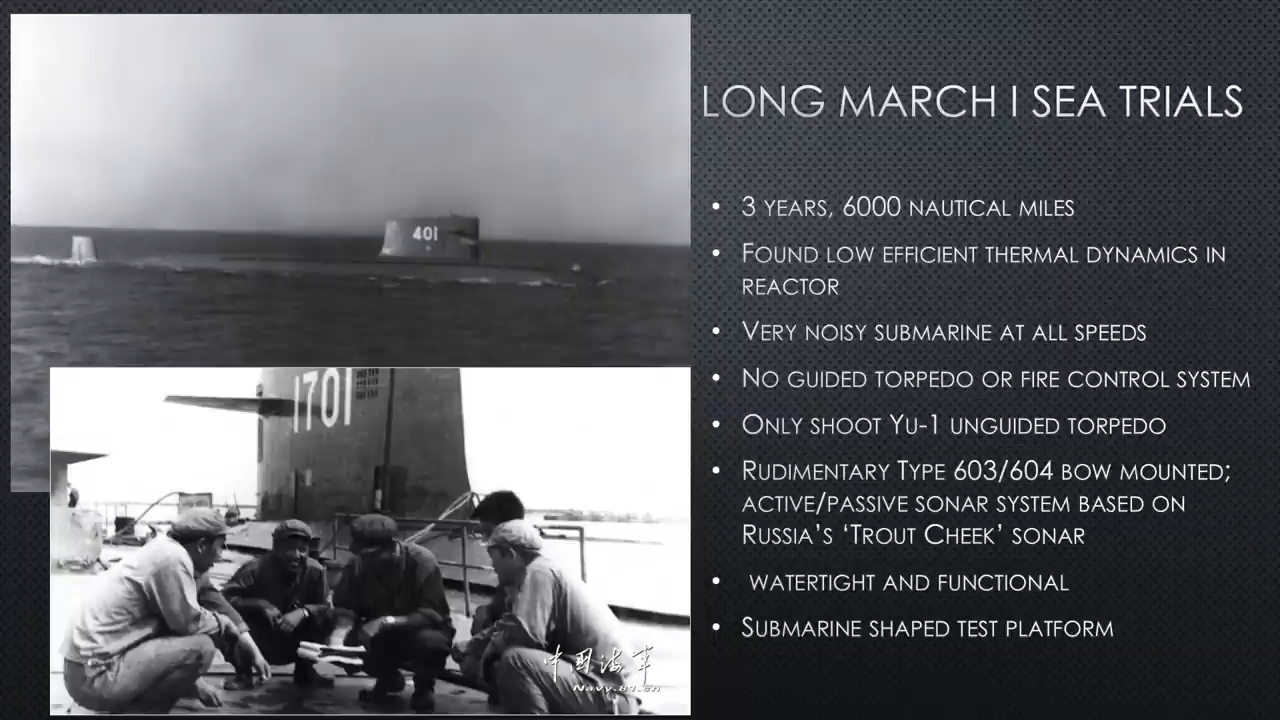 LONG MARCH I SEA TRIALS
401
• 3 YEARS, 6000 NAUTICAL MILES
• FOUND LOW EFFICIENT THERMAL DYNAMICS IN
REACTOR
• VERY NOISY SUBMARINE AT ALL SPEEDS
• NO GUIDED TORPEDO OR FIRE CONTROL SYSTEM
1701
• ONLY SHOOT YU-1 UNGUIDED TORPEDO
• RUDIMENTARY TYPE 603/604 BOW MOUNTED;
ACTIVE/PASSIVE SONAR SYSTEM BASED ON
RUSSIA'S 'TROUT CHEEK' SONAR
• WATERTIGHT AND FUNCTIONAL
• SUBMARINE SHAPED TEST PLATFORM
中国海军
Navy.81.cn